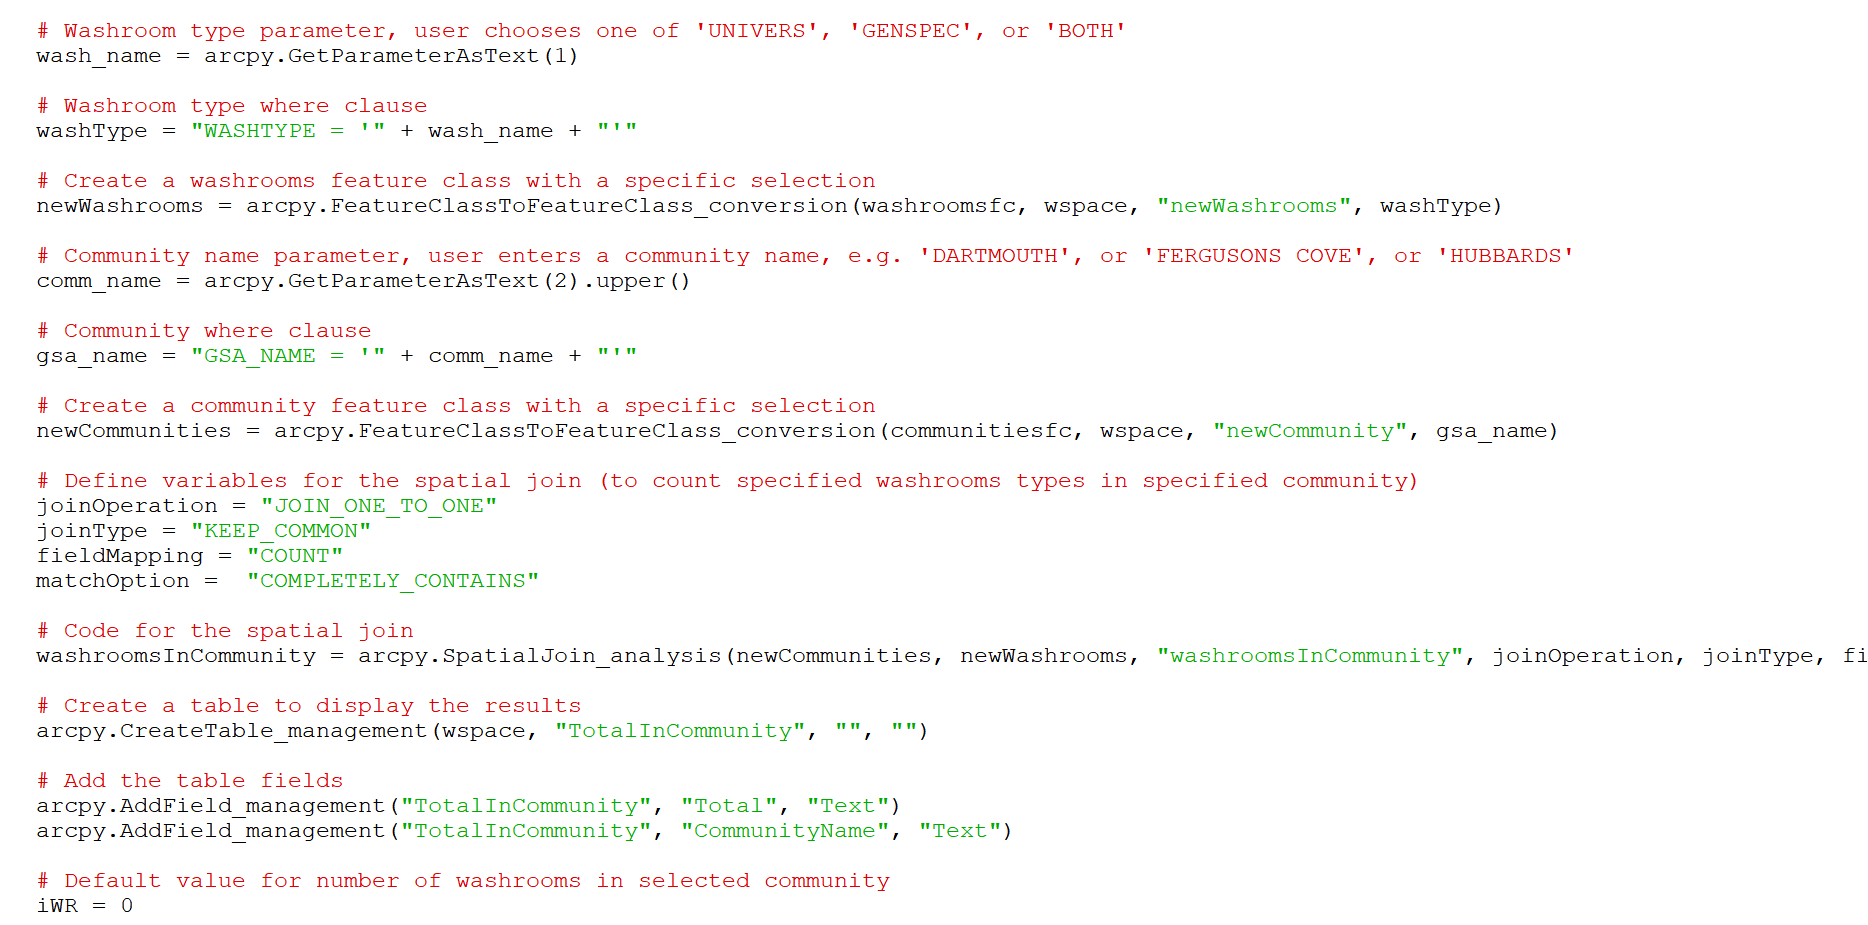 # Washroom type parameter, user chooses one of 'UNIVERS', 'GENSPEC', or 'BOTH'
wash_name = arcpy.GetParameterAsText(1)
# Washroom type where clause
washType = "WASHTYPE = '" + wash_name + "'"
# Create a washrooms feature class with a specific selection
newWashrooms = arcpy.FeatureClassToFeatureClass_conversion(washroomsfc, wspace, "newWashrooms", washType)
# Community name parameter, user enters a community name, e.g. 'DARTMOUTH', or 'FERGUSONS COVE', or 'HUBBARDS'
comm_name = arcpy.GetParameterAsText(2).upper()
# Community where clause
gsa_name = "GSA_NAME = '" + comm_name + "'"
# Create a community feature class with a specific selection
newCommunities = arcpy.FeatureClassToFeatureClass_conversion(communitiesfc, wspace, "newCommunity", gsa_name)
# Define variables for the spatial join (to count specified washrooms types in specified community)
joinOperation = "JOIN_ONE_TO_ONE"
joinType = "KEEP_COMMON"
fieldMapping = "COUNT"
matchOption =  "COMPLETELY_CONTAINS"
# Code for the spatial join
washroomsInCommunity = arcpy.SpatialJoin_analysis(newCommunities, newWashrooms, "washroomsInCommunity", joinOperation, joinType, fi
# Create a table to display the results
arcpy.CreateTable_management(wspace, "TotalInCommunity", "", "")
# Add the table fields
arcpy.AddField_management("TotalInCommunity", "Total", "Text")
arcpy.AddField_management("TotalInCommunity", "CommunityName", "Text")
# Default value for number of washrooms in selected community
iWR = 0